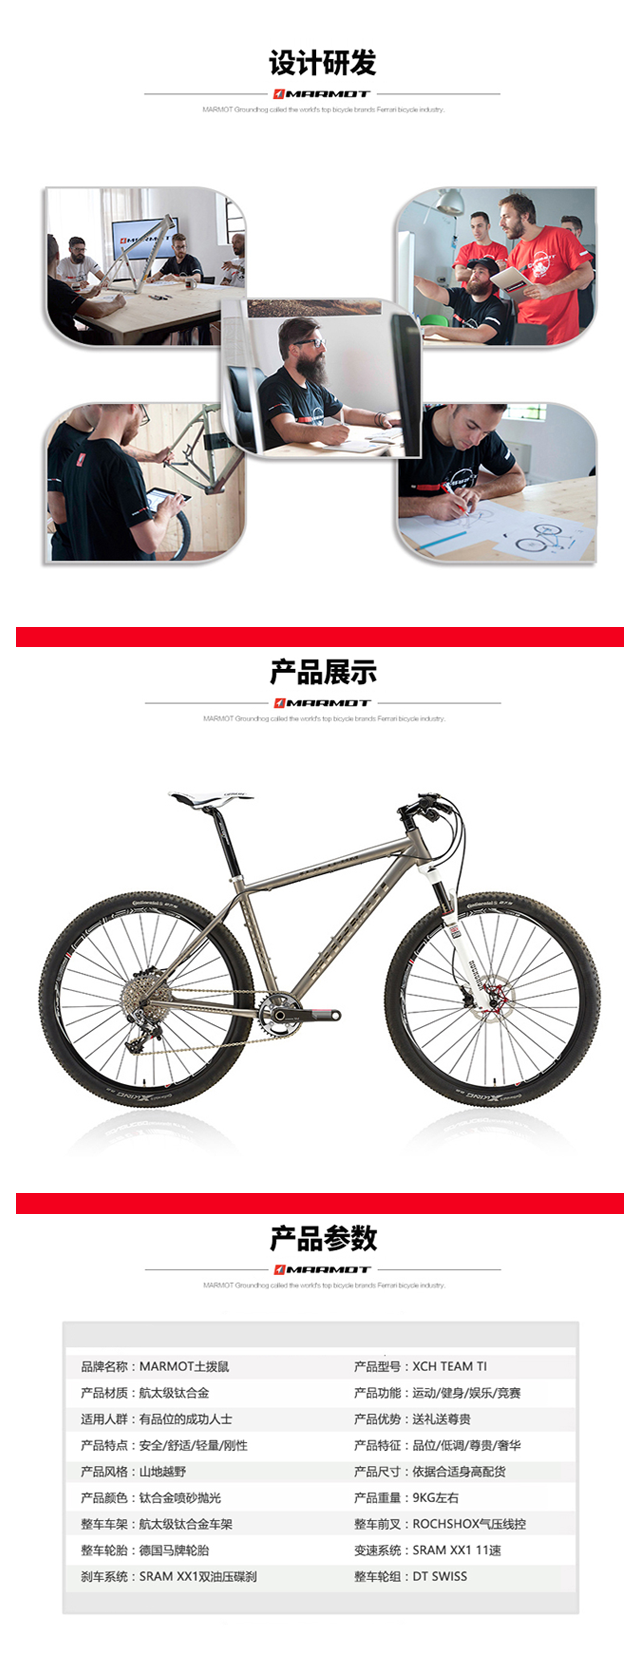 设计研发
MARMOT
MARMOT Groundhog called the world's top bicycle brands Ferrari bicycle industry.
MARMOT
产品展示
MARMOT
MARMOT Groundhog called the world's top bicycle brands Ferrari bicycle industry.
MARMOT
Continental
X KING
产品参数
MARMOT
MARMOT Groundhog called the world's top bicycle brands Ferrari bicycle industry.
品牌名称：MARMOT土拨鼠 产品型号：XCH TEAM TI
产品材质：航太级钛合金 产品功能：运动/健身/娱乐/竞赛
适用人群：有品位的成功人士 产品优势：送礼送尊贵
产品特点：安全/舒适/轻量/刚性 产品特征：品位/低调/尊贵/奢华
产品风格：山地越野 产品尺寸：依据合适身高配货
产品颜色：钛合金喷砂抛光 产品重量：9KG左右
整车车架：航太级钛合金车架 整车前叉：ROCHSHOX气压线控
整车轮胎：德国马牌轮胎 变速系统：SRAM XX1 11速
刹车系统：SRAM XX1双油压碟刹 整车轮组：DT SWISS